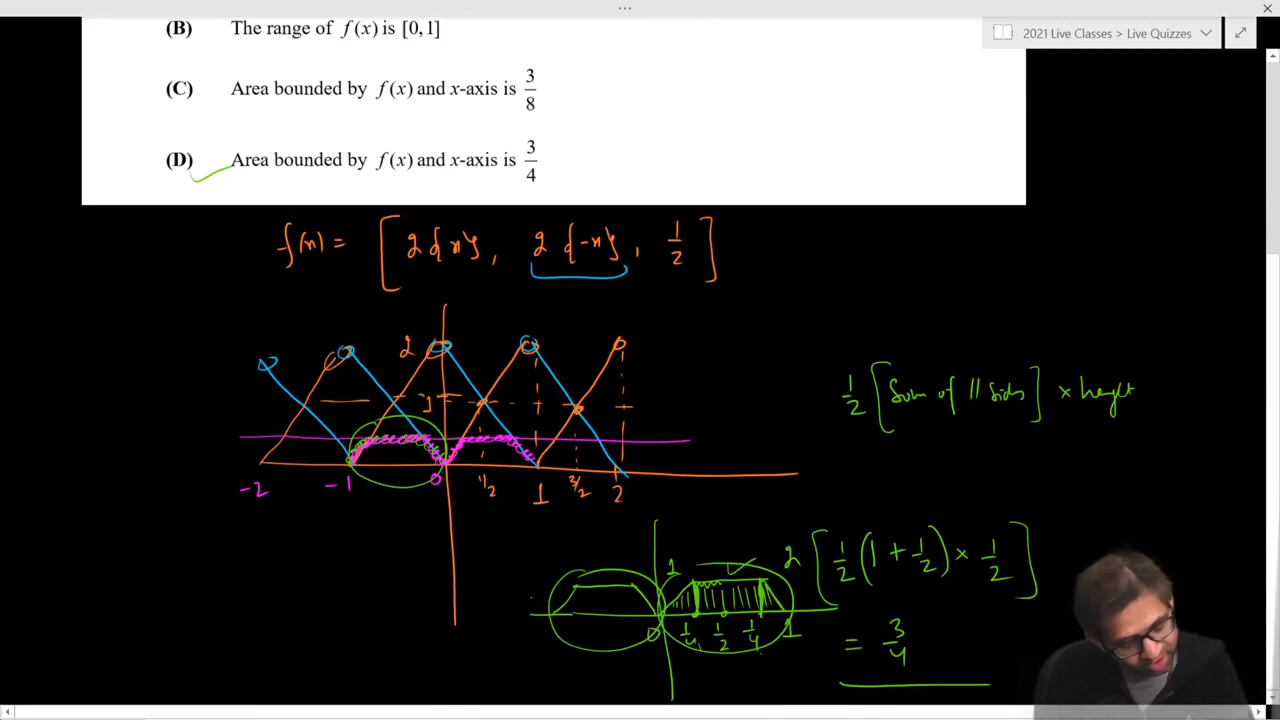 (B) The range of f(x) is [0, 1]
2021 Live Classes > Live Quizzes
(C) Area bounded by f(x) and x-axis is 3/8
(D) Area bounded by f(x) and x-axis is 3/4
f(x) = [ 2{x}, 2{-x}, 1/2 ]
2
1
-2 -1 0 1/2 1 3/2 2
1/2 [Sum of || sides] × height
1
0 1/4 1/2 1/4 1
2 [ 1/2 (1 + 1/2) × 1/2 ]
= 3/4